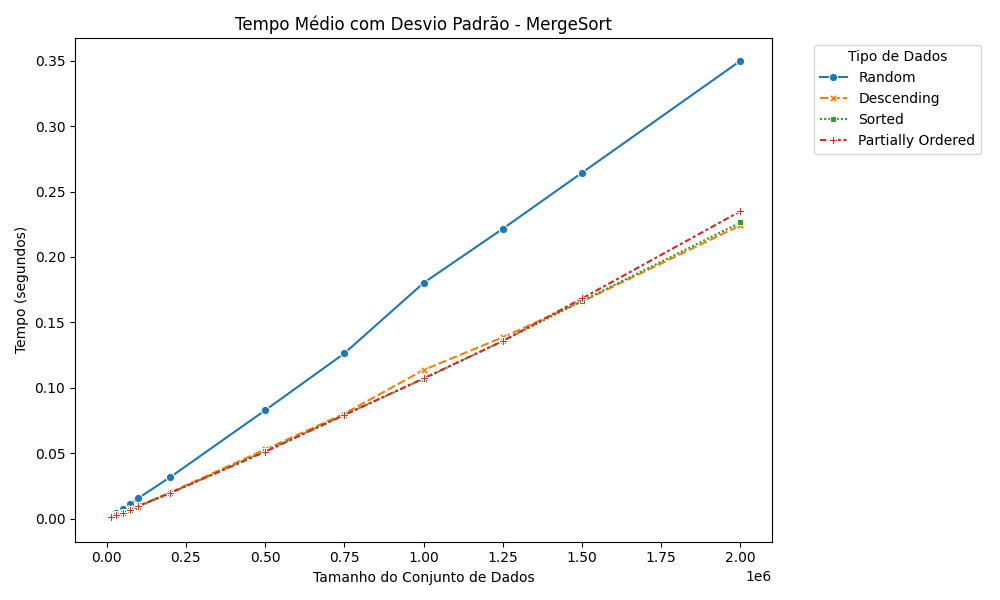 Tempo Médio com Desvio Padrão - MergeSort
Tempo (segundos)
0.35
0.30
0.25
0.20
0.15
0.10
0.05
0.00
0.00 0.25 0.50 0.75 1.00 1.25 1.50 1.75 2.00
1e6
Tamanho do Conjunto de Dados
Tipo de Dados
Random
Descending
Sorted
Partially Ordered